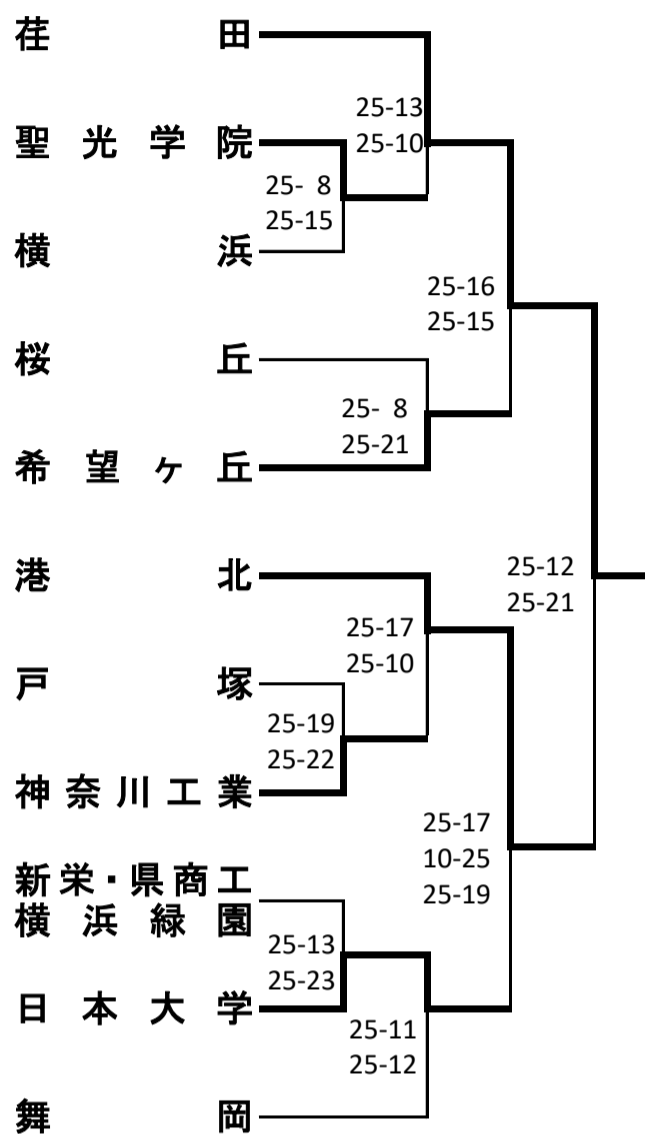 荏田
25-13
聖光学院
25-10
25- 8
25-15
横浜
25-16
25-15
桜丘
25- 8
25-21
希望ヶ丘
港北
25-12
25-21
25-17
25-10
戸塚
25-19
25-22
神奈川工業
25-17
10-25
25-19
新栄・県商工
横浜緑園
25-13
25-23
日本大学
25-11
25-12
舞岡